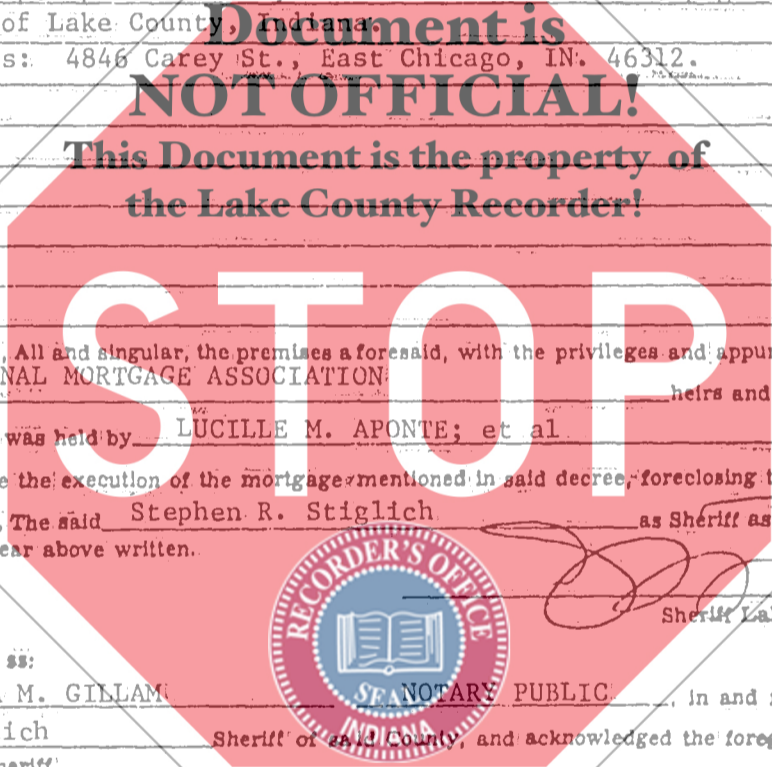 of Lake County, Indiana.
Document is
s: 4846 Carey St., East Chicago, IN. 46312.
NOT OFFICIAL!
This Document is the property of
the Lake County Recorder!
STOP
, All and singular, the premises aforesaid, with the privileges and appur
NAL MORTGAGE ASSOCIATION
heirs and
was held by LUCILLE M. APONTE; et al
e the execution of the mortgage mentioned in said decree, foreclosing t
, The said Stephen R. Stiglich as Sheriff as
ear above written.
RECORDER'S OFFICE
Sheriff La
ss:
M. GILLAM NOTARY PUBLIC , in and
SEAL
ich Sheriff of said County, and acknowledged the foreg
INDIANA
heriff